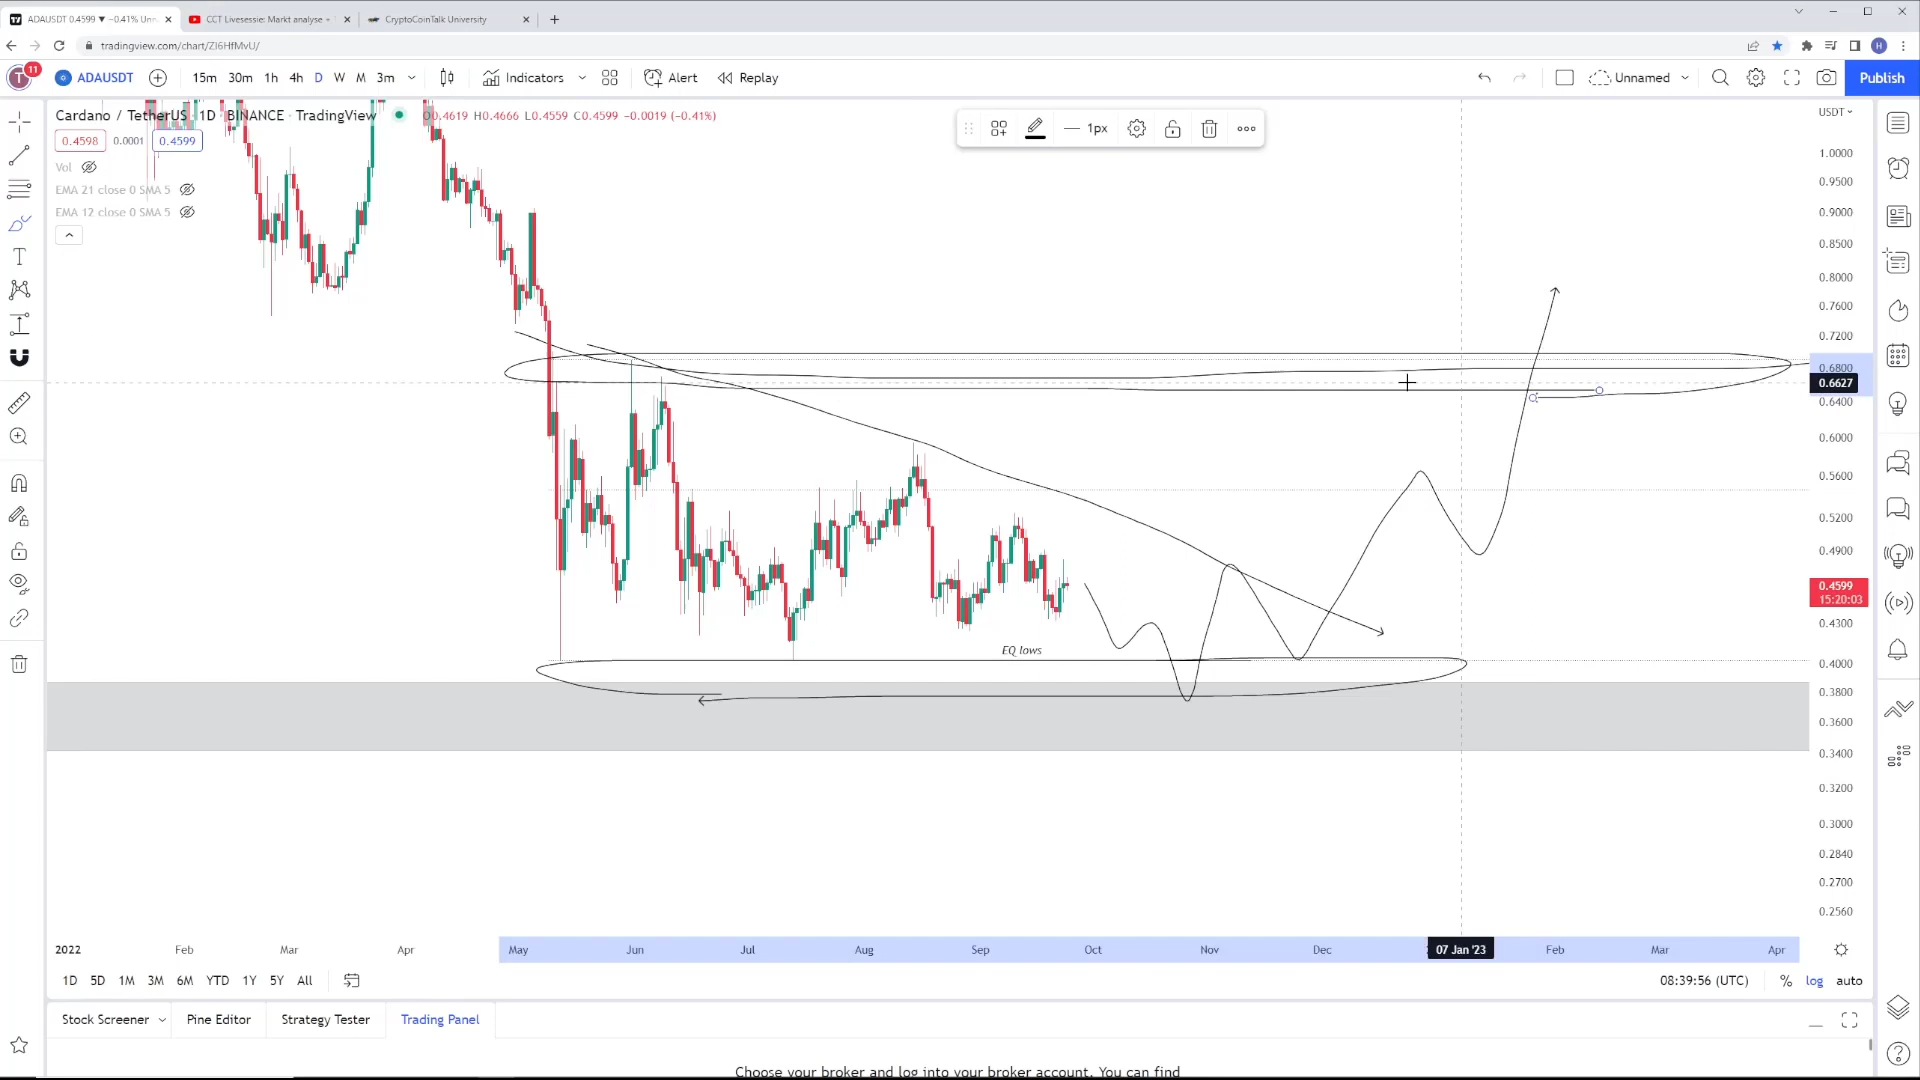 ADAUSDT 0.4599 ▼ −0.41% Unn
CCT Livesessie: Markt analyse -
CryptoCoinTalk University
tradingview.com/chart/ZI6HfMvU/
T 11 ADAUSDT 15m 30m 1h 4h D W M 3m Indicators Alert Replay Unnamed Publish
H
Cardano / TetherUS · 1D · BINANCE · TradingView O0.4619 H0.4666 L0.4559 C0.4599 −0.0019 (−0.41%)
0.4598 0.0001 0.4599
Vol
EMA 21 close 0 SMA 5
EMA 12 close 0 SMA 5
1px
USDT
1.0000
0.9500
0.9000
0.8500
0.8000
0.7600
0.7200
0.6800
0.6627
0.6400
0.6000
0.5600
0.5200
0.4900
0.4599
15:20:03
0.4300
0.4000
0.3800
0.3600
0.3400
0.3200
0.3000
0.2840
0.2700
0.2560
EQ lows
2022 Feb Mar Apr May Jun Jul Aug Sep Oct Nov Dec 07 Jan '23 Feb Mar Apr
1D 5D 1M 3M 6M YTD 1Y 5Y All 08:39:56 (UTC) % log auto
Stock Screener Pine Editor Strategy Tester Trading Panel
Choose your broker and log into your broker account. You can find